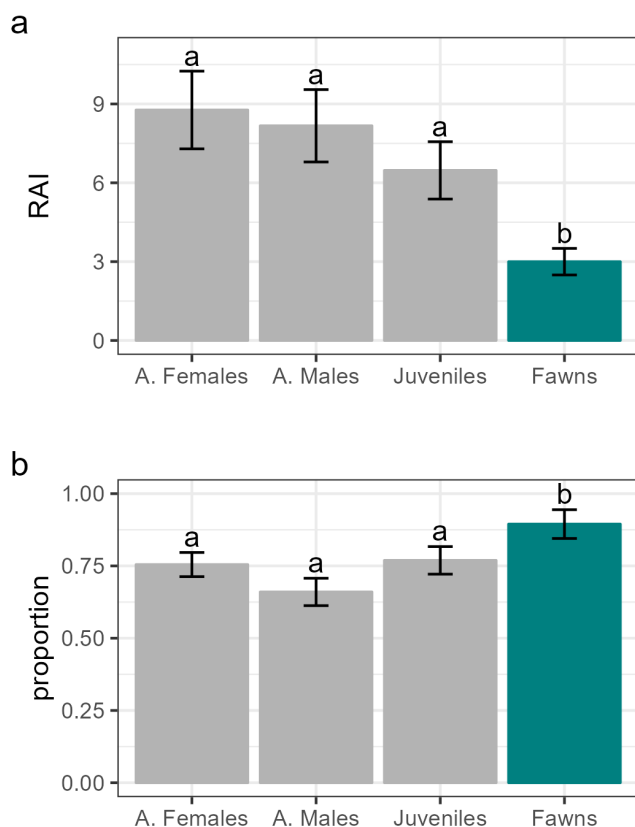 a
RAI
9
6
3
0
a
a
a
b
A. Females
A. Males
Juveniles
Fawns
b
proportion
1.00
0.75
0.50
0.25
0.00
a
a
a
b
A. Females
A. Males
Juveniles
Fawns